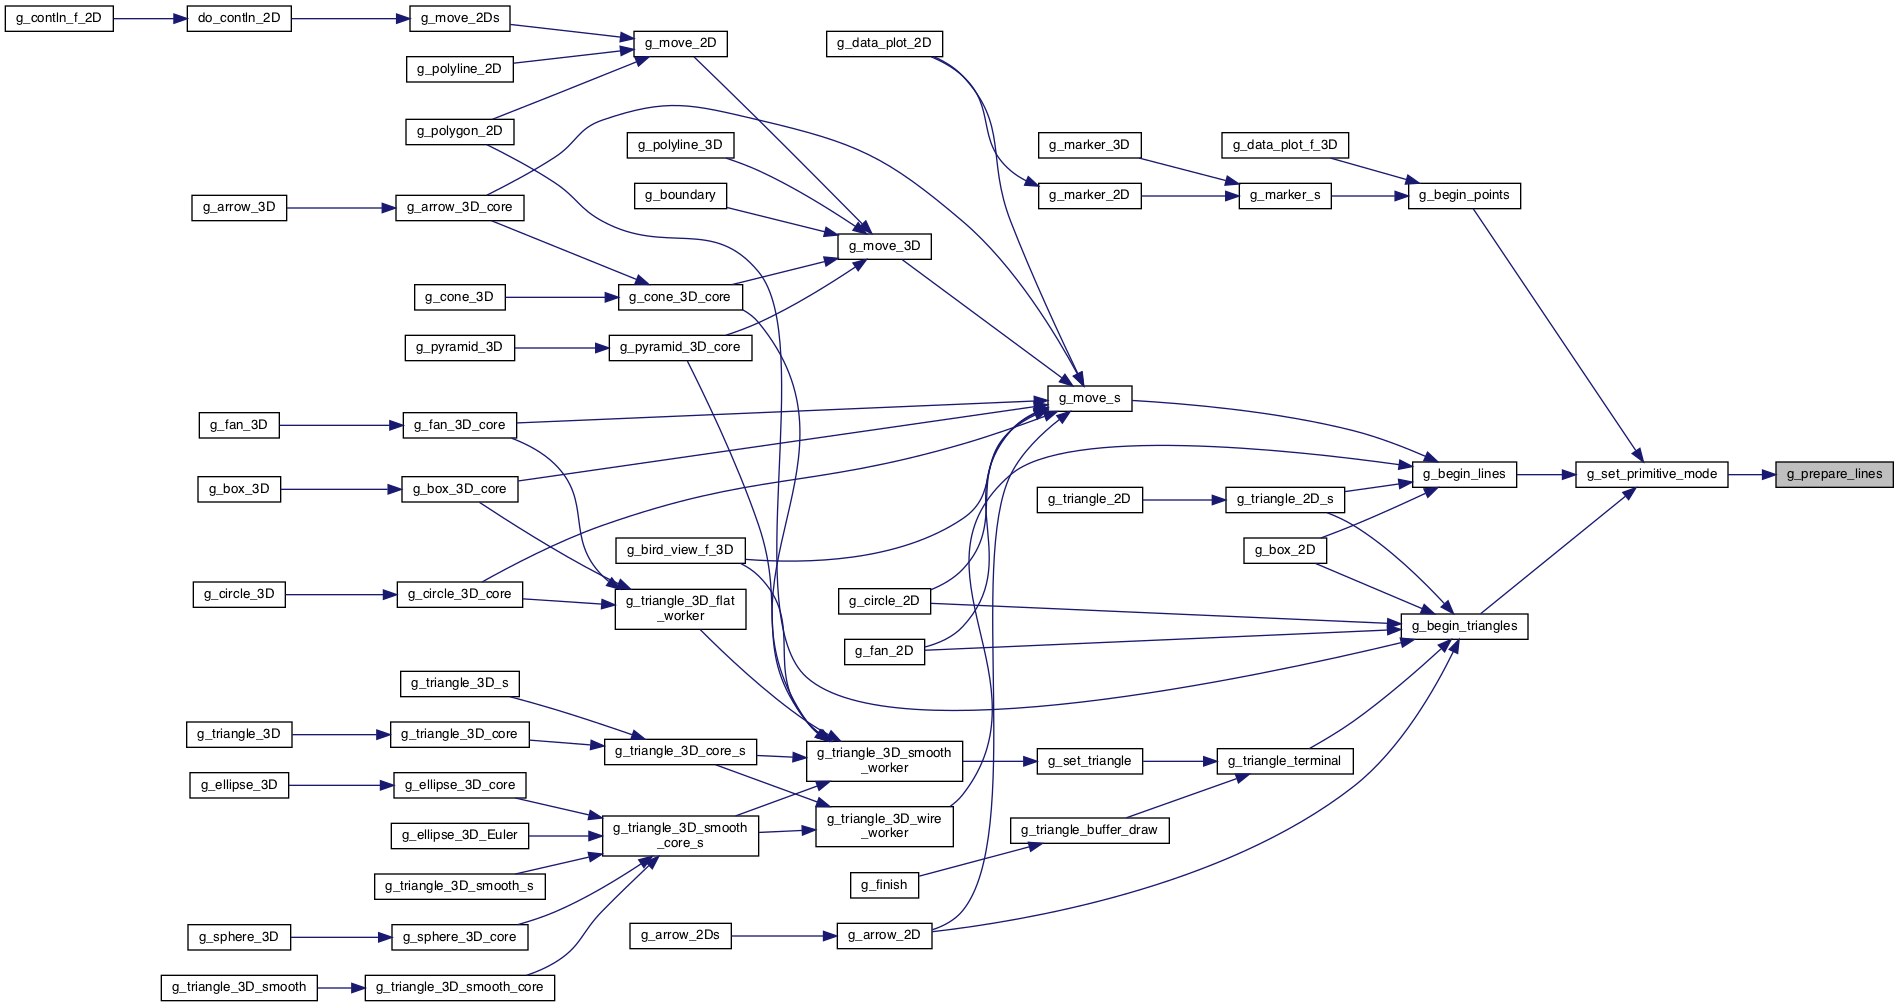 g_contln_f_2D
do_contln_2D
g_move_2Ds
g_move_2D
g_data_plot_2D
g_polyline_2D
g_polygon_2D
g_polyline_3D
g_marker_3D
g_data_plot_f_3D
g_boundary
g_marker_2D
g_marker_s
g_begin_points
g_arrow_3D
g_arrow_3D_core
g_move_3D
g_cone_3D
g_cone_3D_core
g_pyramid_3D
g_pyramid_3D_core
g_move_s
g_fan_3D
g_fan_3D_core
g_begin_lines
g_set_primitive_mode
g_prepare_lines
g_box_3D
g_box_3D_core
g_triangle_2D
g_triangle_2D_s
g_bird_view_f_3D
g_box_2D
g_circle_3D
g_circle_3D_core
g_triangle_3D_flat
_worker
g_circle_2D
g_begin_triangles
g_fan_2D
g_triangle_3D_s
g_triangle_3D
g_triangle_3D_core
g_triangle_3D_core_s
g_triangle_3D_smooth
_worker
g_set_triangle
g_triangle_terminal
g_ellipse_3D
g_ellipse_3D_core
g_ellipse_3D_Euler
g_triangle_3D_smooth
_core_s
g_triangle_3D_wire
_worker
g_triangle_buffer_draw
g_triangle_3D_smooth_s
g_finish
g_sphere_3D
g_sphere_3D_core
g_arrow_2Ds
g_arrow_2D
g_triangle_3D_smooth
g_triangle_3D_smooth_core